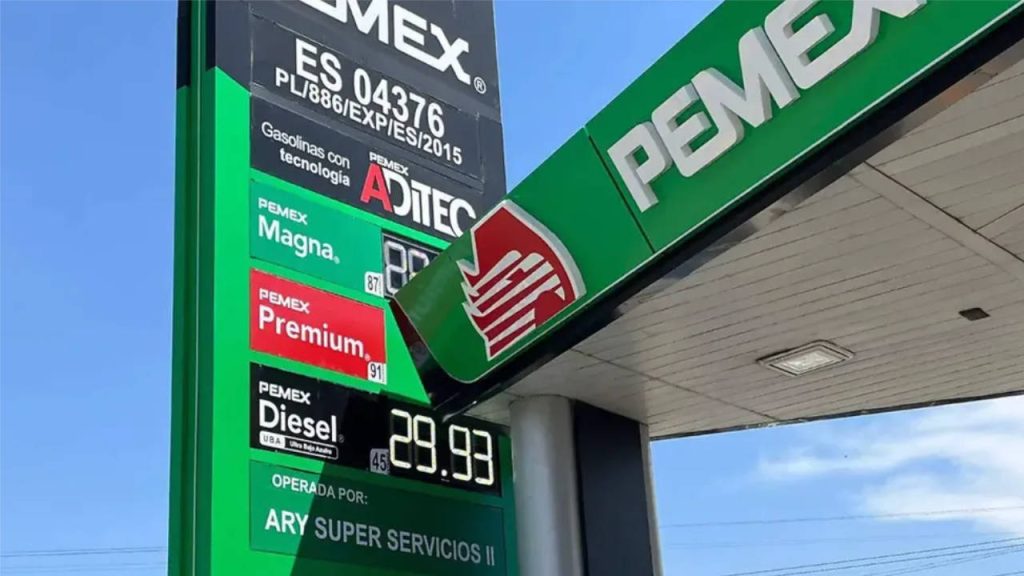 PEMEX®
ES 04376
PL/886/EXP/ES/2015
Gasolinas con
tecnología
PEMEX
ADITEC
PEMEX
Magna®
87
PEMEX
Premium®
91
PEMEX
Diesel®
UBA Ultra Bajo Azufre
45
29.93
OPERADA POR:
ARY SUPER SERVICIOS II
PEMEX